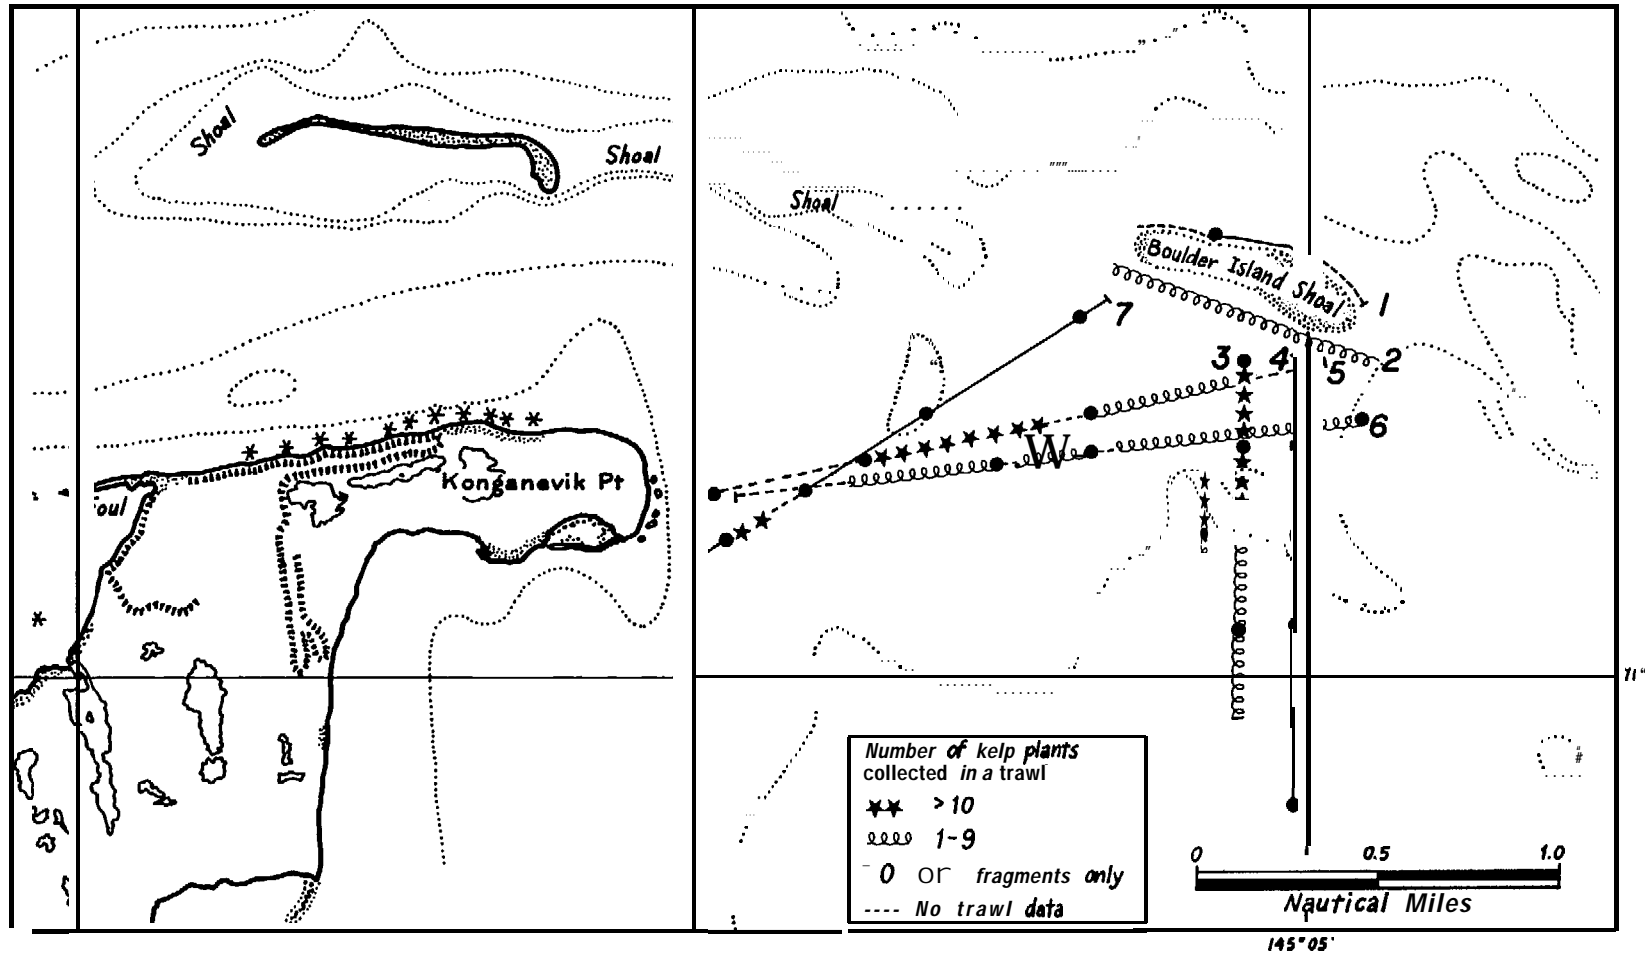 Shoal
Shoal
Shoal
Boulder Island Shoal
1
7
2
3
4
5
6
W
Konganevik Pt
oul
Number of kelp plants
collected in a trawl
>10
1-9
0 or fragments only
---- No trawl data
0 0.5 1.0
Nautical Miles
145°05'